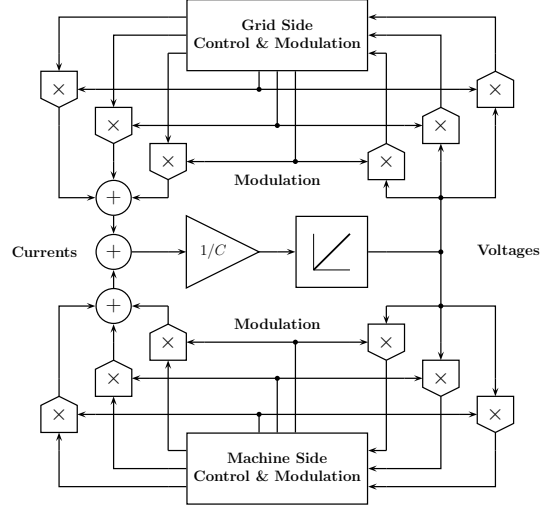 Grid Side
Control & Modulation
×
×
×
×
×
×
Modulation
+
Currents
+
1/C
Voltages
+
Modulation
×
×
×
×
×
×
Machine Side
Control & Modulation